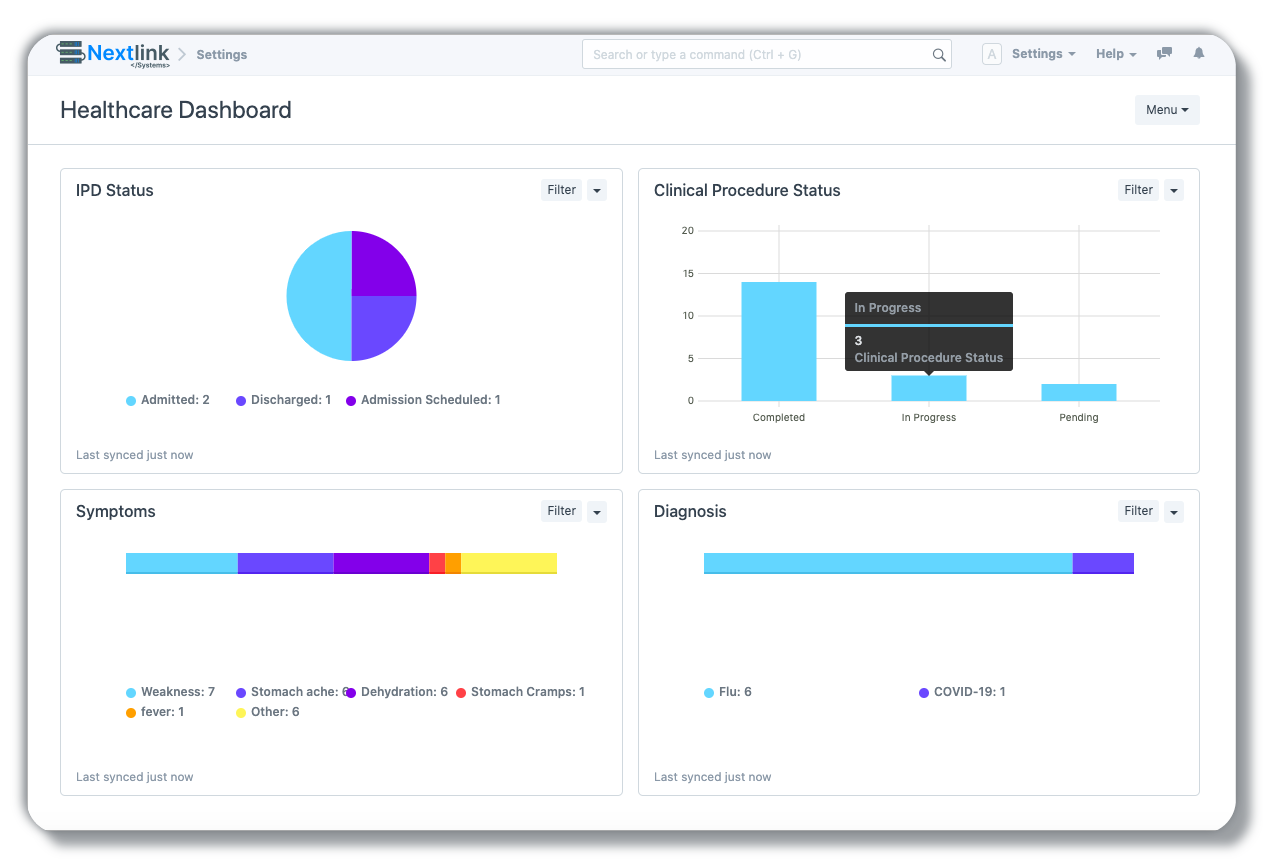 Nextlink
</Systems>
Settings
Search or type a command (Ctrl + G)
A
Settings
Help
Healthcare Dashboard
Menu
IPD Status
Filter
Admitted: 2
Discharged: 1
Admission Scheduled: 1
Last synced just now
Clinical Procedure Status
Filter
20
15
10
5
0
In Progress
3
Clinical Procedure Status
Completed
In Progress
Pending
Last synced just now
Symptoms
Filter
Weakness: 7
Stomach ache: 6
Dehydration: 6
Stomach Cramps: 1
fever: 1
Other: 6
Last synced just now
Diagnosis
Filter
Flu: 6
COVID-19: 1
Last synced just now